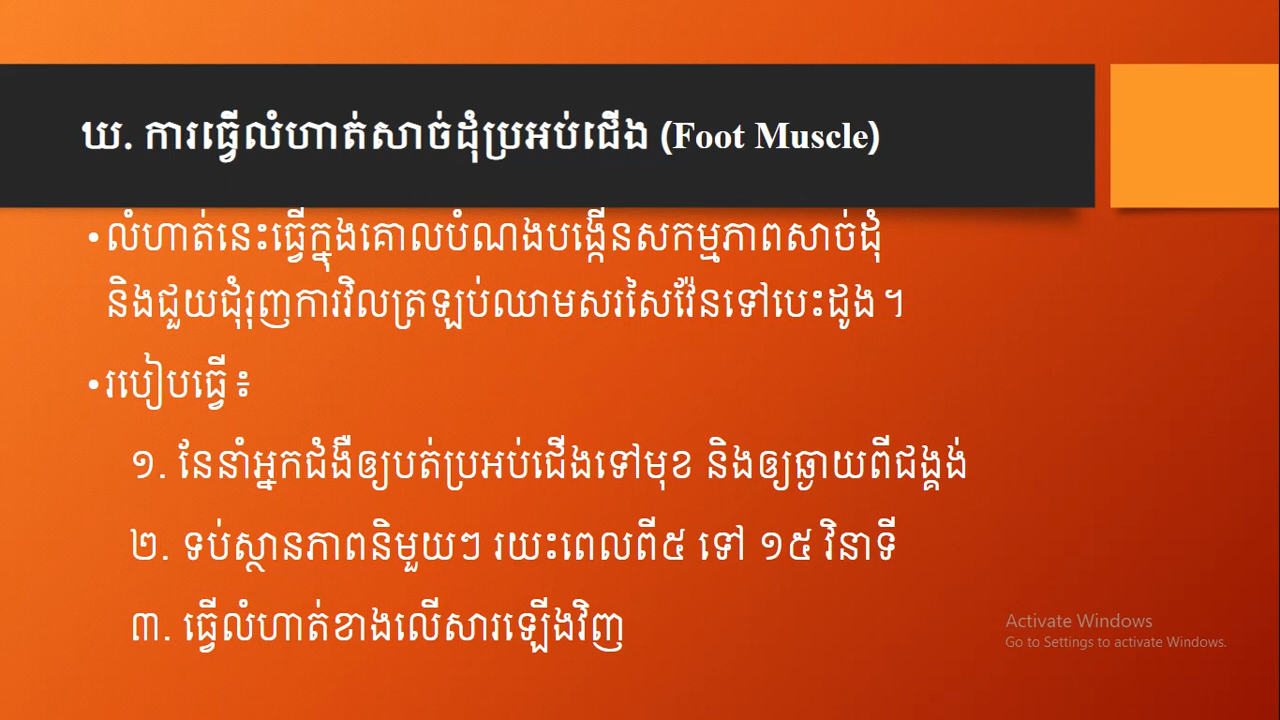 ឃ. ការធ្វើលំហាត់សាច់ដុំប្រអប់ជើង (Foot Muscle)
•លំហាត់នេះធ្វើក្នុងគោលបំណងបង្កើនសកម្មភាពសាច់ដុំ
និងជួយជុំរុញការវិលត្រឡប់ឈាមសរសៃវ៉ែនទៅបេះដូង។
•របៀបធ្វើ៖
១. នែនាំអ្នកជំងឺឲ្យបត់ប្រអប់ជើងទៅមុខ និងឲ្យឆ្ងាយពីជង្គង់
២. ទប់ស្ថានភាពនិមួយៗ រយះពេលពី៥ ទៅ ១៥ វិនាទី
៣. ធ្វើលំហាត់ខាងលើសារឡើងវិញ
Activate Windows
Go to Settings to activate Windows.